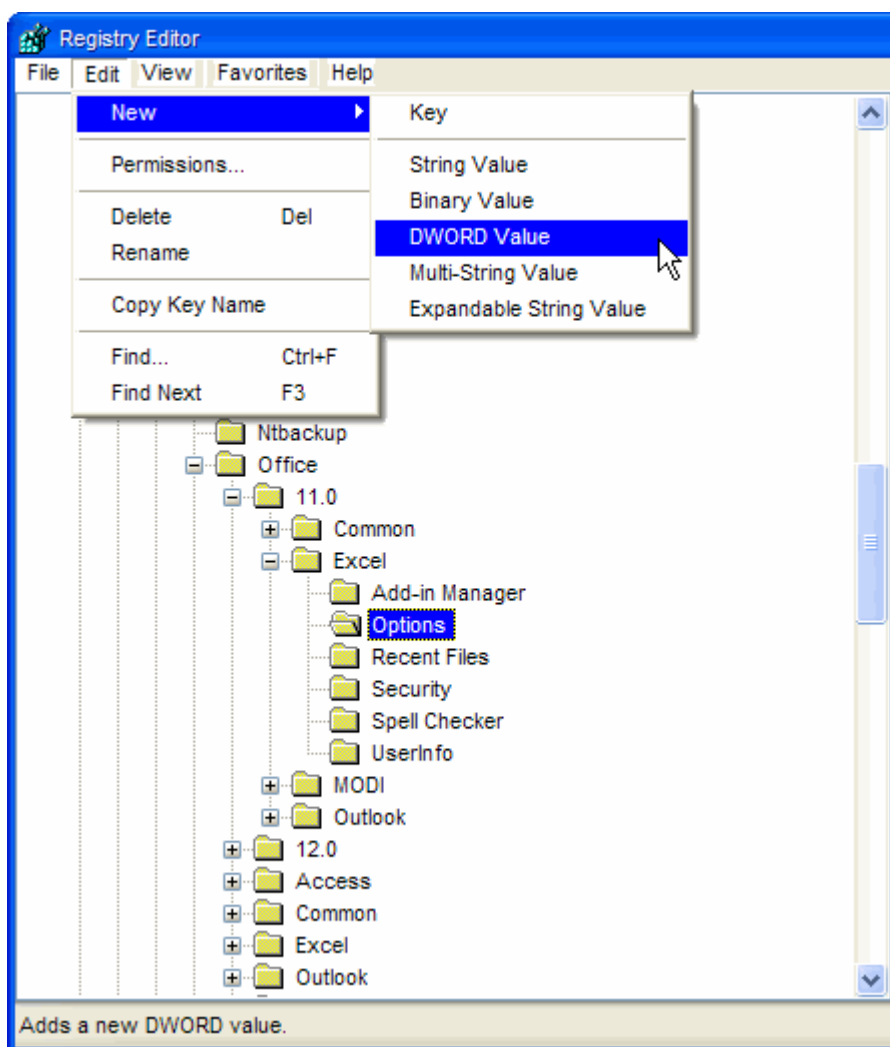 Registry Editor
File Edit View Favorites Help
New
Permissions...
Delete Del
Rename
Copy Key Name
Find... Ctrl+F
Find Next F3
Key
String Value
Binary Value
DWORD Value
Multi-String Value
Expandable String Value
Ntbackup
Office
11.0
Common
Excel
Add-in Manager
Options
Recent Files
Security
Spell Checker
UserInfo
MODI
Outlook
12.0
Access
Common
Excel
Outlook
Adds a new DWORD value.